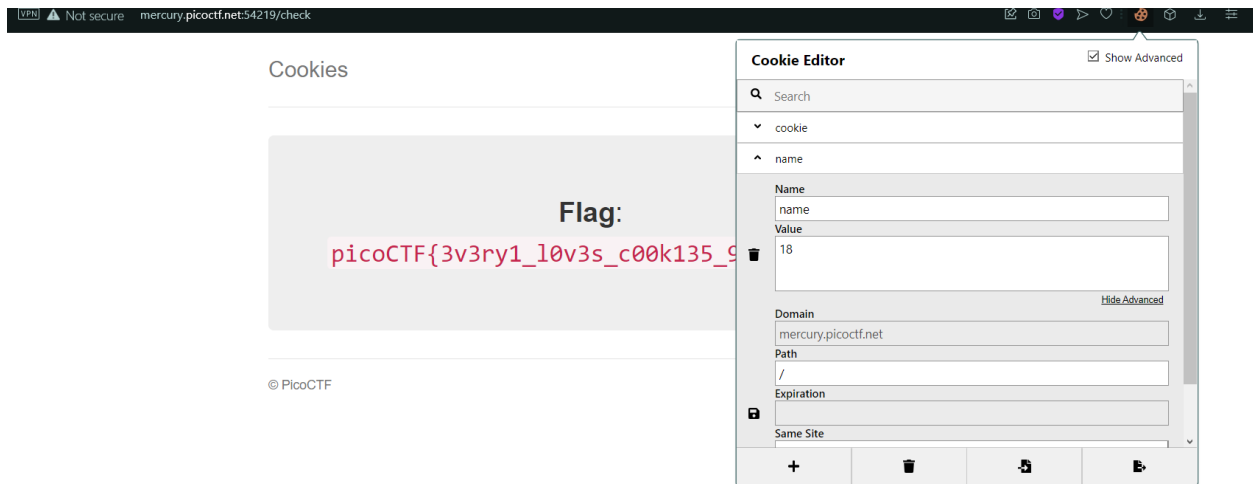 VPN Not secure mercury.picoctf.net:54219/check
Cookies
Flag:
picoCTF{3v3ry1_l0v3s_c00k135_9
© PicoCTF
Cookie Editor
Show Advanced
Search
cookie
name
Name
name
Value
18
Hide Advanced
Domain
mercury.picoctf.net
Path
/
Expiration
Same Site